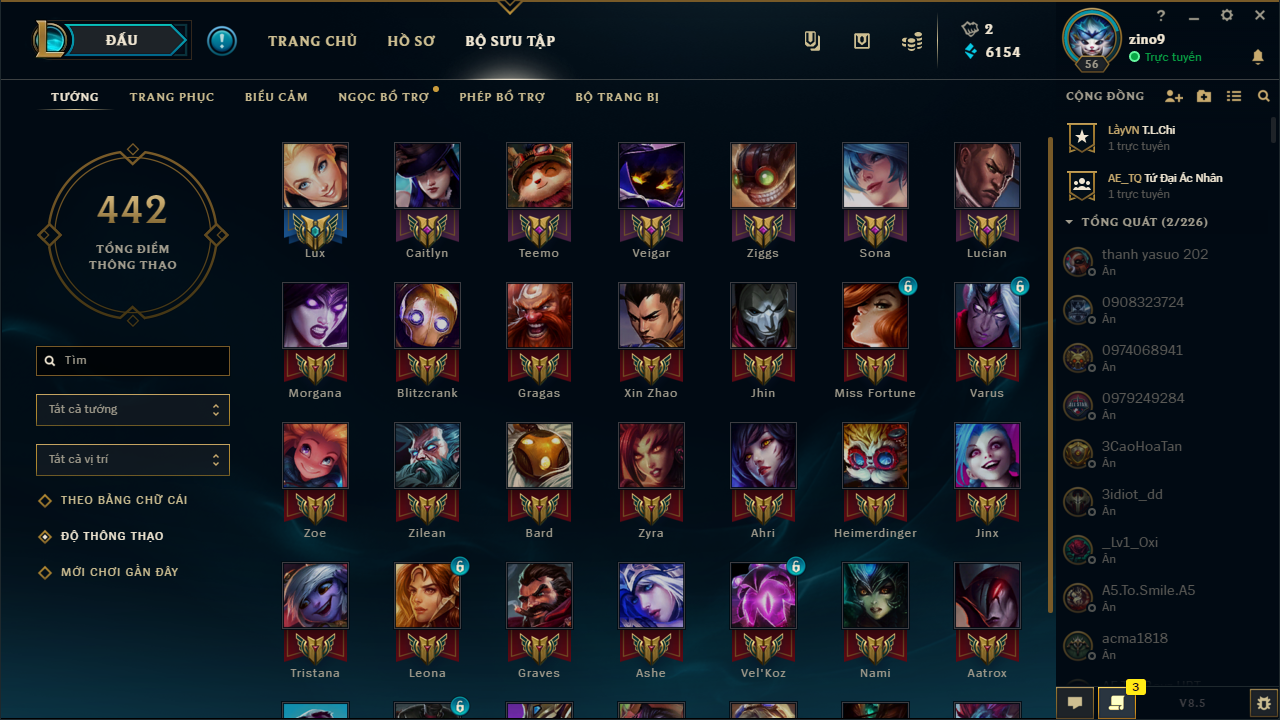 ĐẤU
TRANG CHỦ
HỒ SƠ
BỘ SƯU TẬP
2
6154
56
zino9
Trực tuyến
TƯỚNG
TRANG PHỤC
BIỂU CẢM
NGỌC BỔ TRỢ
PHÉP BỔ TRỢ
BỘ TRANG BỊ
442
TỔNG ĐIỂM
THÔNG THẠO
Tìm
Tất cả tướng
Tất cả vị trí
THEO BẢNG CHỮ CÁI
ĐỘ THÔNG THẠO
MỚI CHƠI GẦN ĐÂY
Lux
Caitlyn
Teemo
Veigar
Ziggs
Sona
Lucian
6
6
Morgana
Blitzcrank
Gragas
Xin Zhao
Jhin
Miss Fortune
Varus
Zoe
Zilean
Bard
Zyra
Ahri
Heimerdinger
Jinx
6
6
Tristana
Leona
Graves
Ashe
Vel'Koz
Nami
Aatrox
6
CỘNG ĐỒNG
LầyVN T.L.Chi
1 trực tuyến
AE_TQ Tứ Đại Ác Nhân
1 trực tuyến
TỔNG QUÁT (2/226)
thanh yasuo 202
Ẩn
0908323724
Ẩn
0974068941
Ẩn
0979249284
Ẩn
3CaoHoaTan
Ẩn
3idiot_dd
Ẩn
_Lv1_Oxi
Ẩn
A5.To.Smile.A5
Ẩn
acma1818
Ẩn
3
V8.5